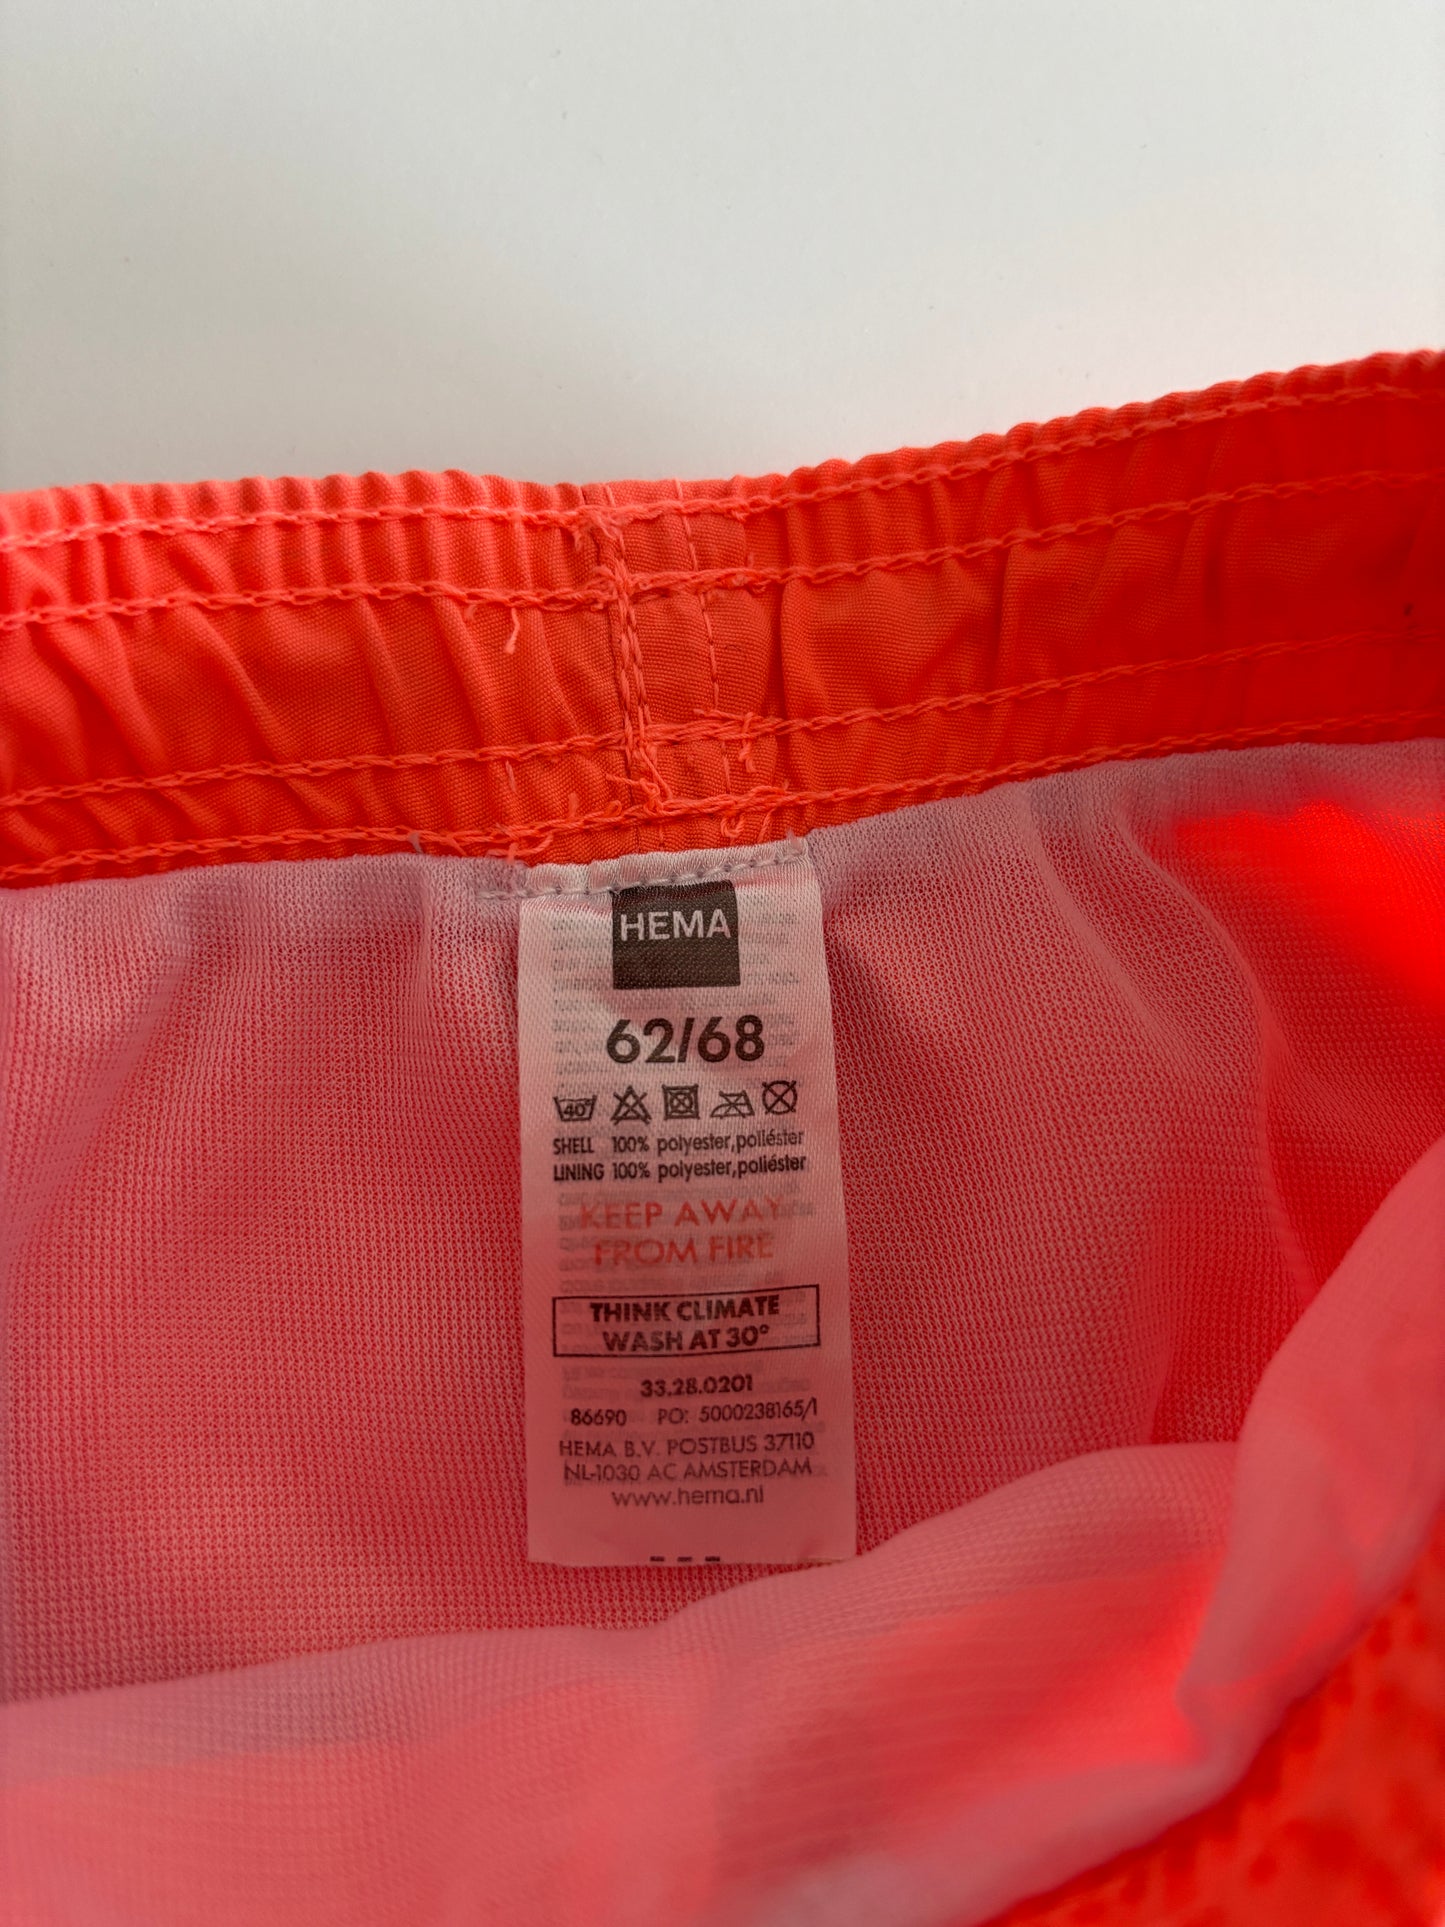 HEMA
62/68
40°
SHELL 100% polyester,poliéster
LINING 100% polyester,poliéster
KEEP AWAY
FROM FIRE
THINK CLIMATE
WASH AT 30°
33.28.0201
86690 PO: 5000238165/1
HEMA B.V. POSTBUS 37110
NL-1030 AC AMSTERDAM
www.hema.nl